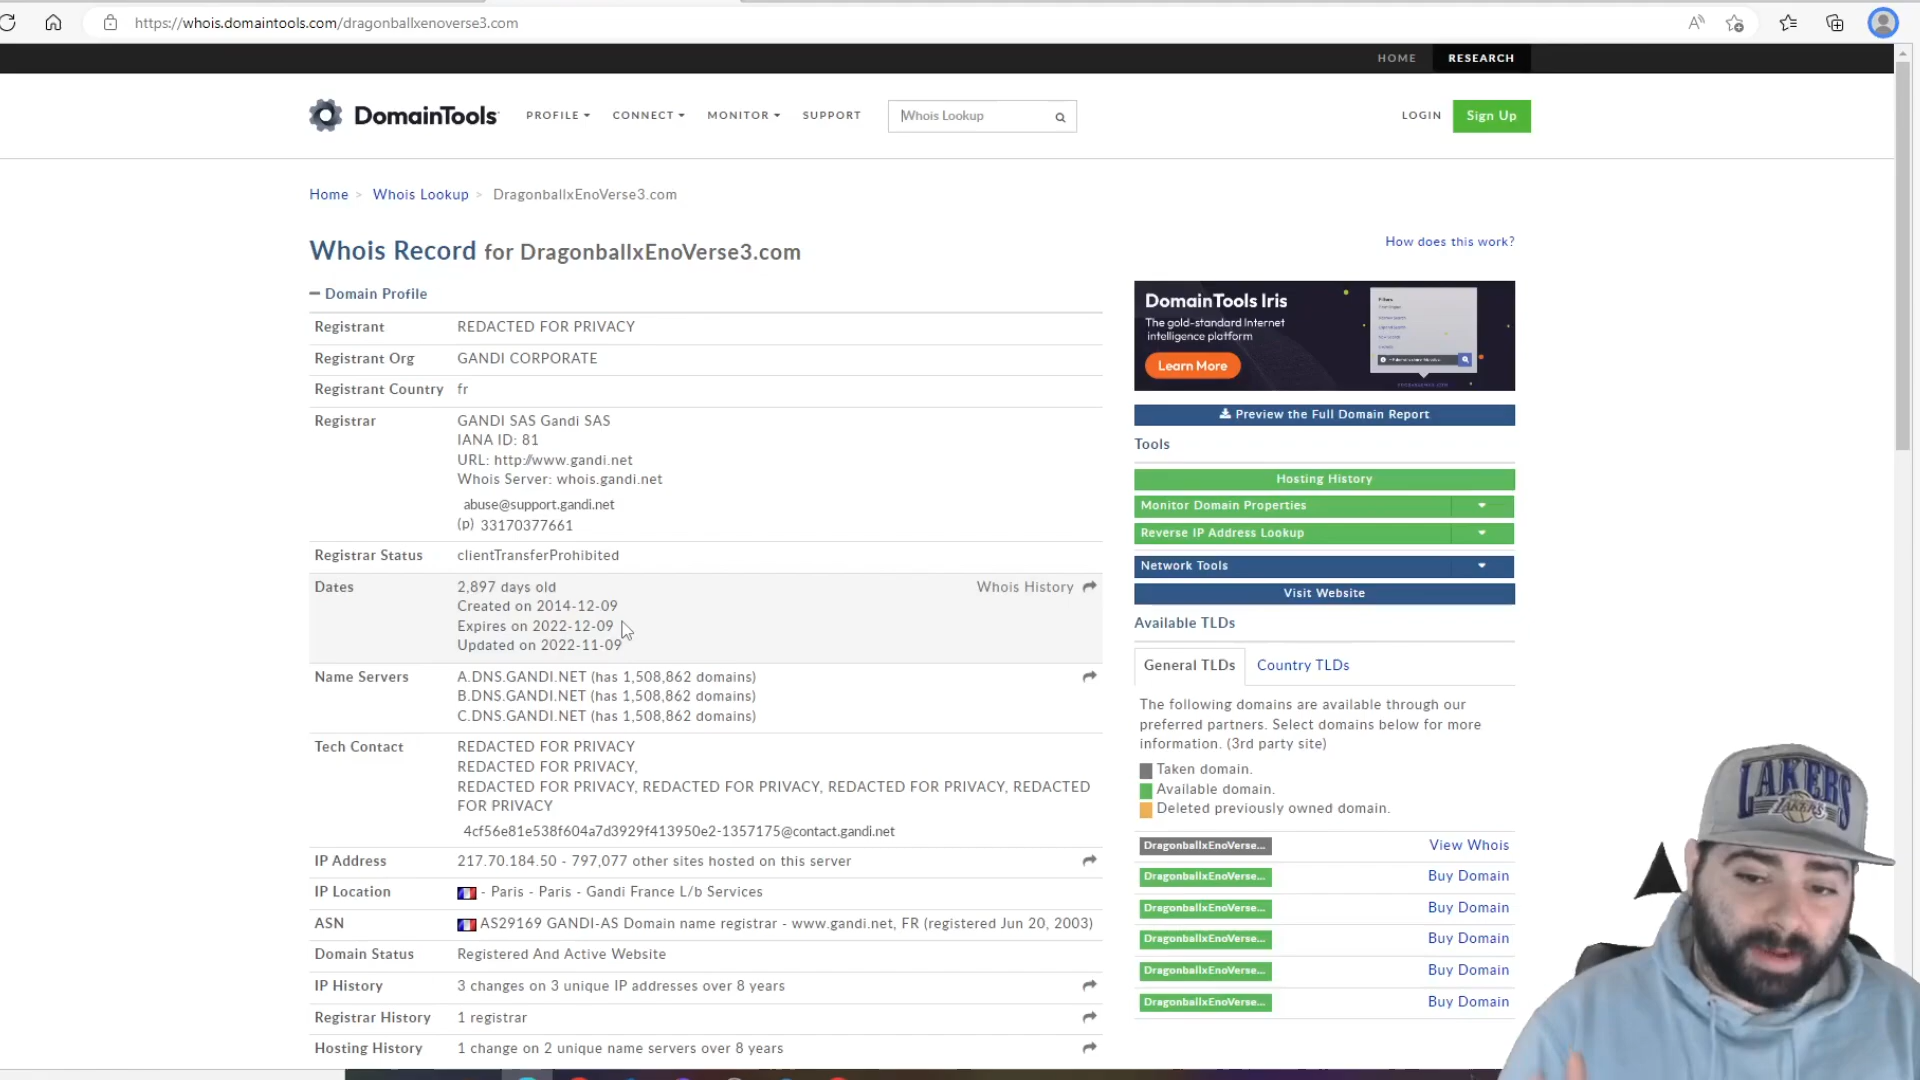 https://whois.domaintools.com/dragonballxenoverse3.com
HOME
RESEARCH
DomainTools
PROFILE
CONNECT
MONITOR
SUPPORT
Whois Lookup
LOGIN
Sign Up
Home > Whois Lookup > DragonballxEnoVerse3.com
Whois Record for DragonballxEnoVerse3.com
How does this work?
Domain Profile
Registrant REDACTED FOR PRIVACY
Registrant Org GANDI CORPORATE
Registrant Country fr
Registrar GANDI SAS Gandi SAS
IANA ID: 81
URL: http://www.gandi.net
Whois Server: whois.gandi.net
abuse@support.gandi.net
(p) 33170377661
Registrar Status clientTransferProhibited
Dates 2,897 days old
Created on 2014-12-09
Expires on 2022-12-09
Updated on 2022-11-09
Whois History
Name Servers A.DNS.GANDI.NET (has 1,508,862 domains)
B.DNS.GANDI.NET (has 1,508,862 domains)
C.DNS.GANDI.NET (has 1,508,862 domains)
Tech Contact REDACTED FOR PRIVACY
REDACTED FOR PRIVACY,
REDACTED FOR PRIVACY, REDACTED FOR PRIVACY, REDACTED FOR PRIVACY, REDACTED
FOR PRIVACY
4cf56e81e538f604a7d3929f413950e2-1357175@contact.gandi.net
IP Address 217.70.184.50 - 797,077 other sites hosted on this server
IP Location - Paris - Paris - Gandi France L/b Services
ASN AS29169 GANDI-AS Domain name registrar - www.gandi.net, FR (registered Jun 20, 2003)
Domain Status Registered And Active Website
IP History 3 changes on 3 unique IP addresses over 8 years
Registrar History 1 registrar
Hosting History 1 change on 2 unique name servers over 8 years
DomainTools Iris
The gold-standard Internet
intelligence platform
Learn More
Preview the Full Domain Report
Tools
Hosting History
Monitor Domain Properties
Reverse IP Address Lookup
Network Tools
Visit Website
Available TLDs
General TLDs
Country TLDs
The following domains are available through our
preferred partners. Select domains below for more
information. (3rd party site)
Taken domain.
Available domain.
Deleted previously owned domain.
DragonballxEnoVerse... View Whois
DragonballxEnoVerse... Buy Domain
DragonballxEnoVerse... Buy Domain
DragonballxEnoVerse... Buy Domain
DragonballxEnoVerse... Buy Domain
DragonballxEnoVerse... Buy Domain
LAKERS